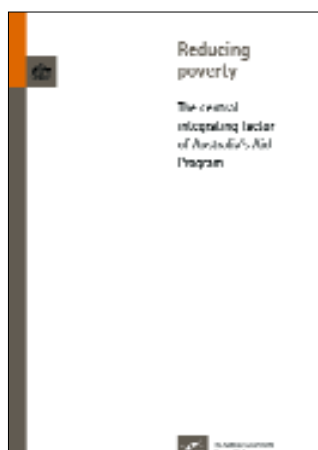 Reducing
poverty
The central
integrating factor
of Australia's Aid
Program